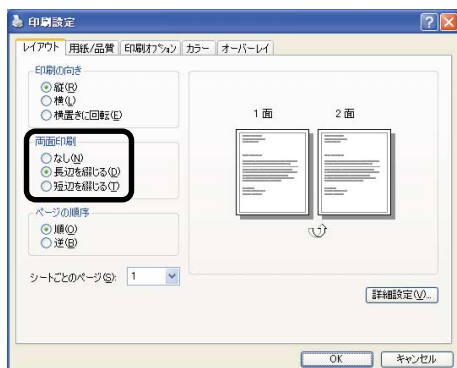 印刷設定
レイアウト 用紙/品質 印刷ｵﾌﾟｼｮﾝ カラー オーバーレイ
印刷の向き
縦(R)
横(L)
横置きに回転(E)
両面印刷
なし(N)
長辺を綴じる(D)
短辺を綴じる(T)
ページの順序
順(O)
逆(B)
シートごとのページ(S): 1
1 面 2 面
詳細設定(V)...
OK キャンセル